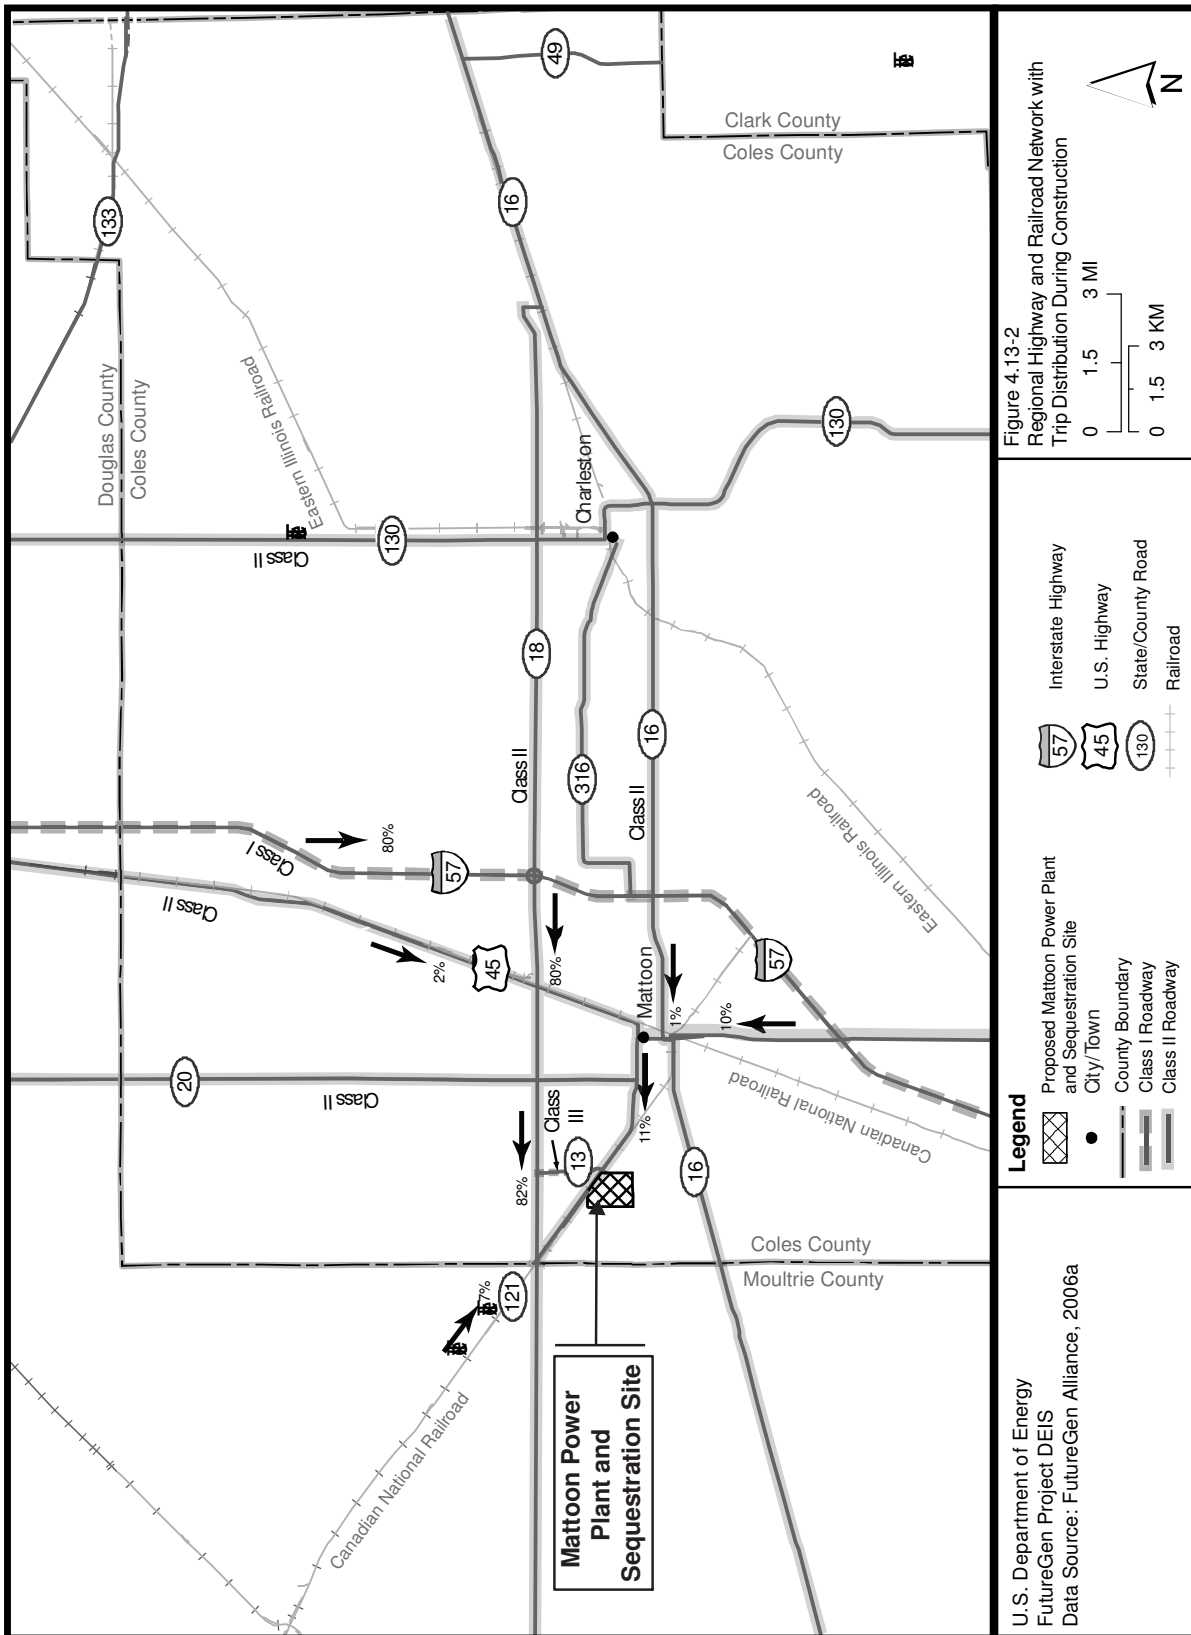 133
Douglas County
Coles County
49
Clark County
Coles County
16
Eastern Illinois Railroad
Class II
130
Charleston
130
18
Class II
316
16
Class II
Class I
80%
57
Class II
2%
45
80%
Mattoon
1%
10%
57
Eastern Illinois Railroad
20
Class II
Class
III
13
11%
82%
16
Canadian National Railroad
Coles County
Moultrie County
7%
121
Canadian National Railroad
Mattoon Power
Plant and
Sequestration Site
U.S. Department of Energy
FutureGen Project DEIS
Data Source: FutureGen Alliance, 2006a
Legend
Proposed Mattoon Power Plant
and Sequestration Site
City/Town
County Boundary
Class I Roadway
Class II Roadway
57
Interstate Highway
45
U.S. Highway
130
State/County Road
Railroad
Figure 4.13-2
Regional Highway and Railroad Network with
Trip Distribution During Construction
0 1.5 3 MI
0 1.5 3 KM
N